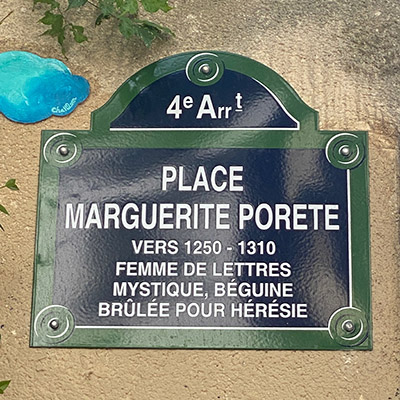 4e Arrt
PLACE
MARGUERITE PORETE
VERS 1250 - 1310
FEMME DE LETTRES
MYSTIQUE, BÉGUINE
BRÛLÉE POUR HÉRÉSIE